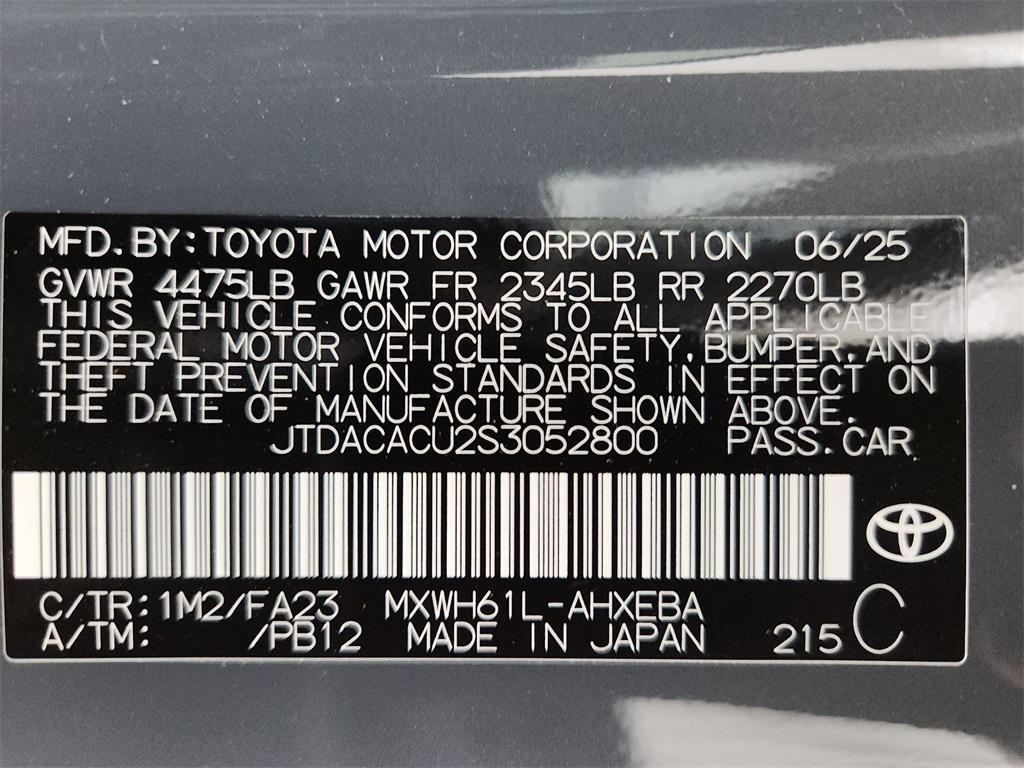 MFD.BY:TOYOTA MOTOR CORPORATION 06/25
GVWR 4475LB GAWR FR 2345LB RR 2270LB
THIS VEHICLE CONFORMS TO ALL APPLICABLE
FEDERAL MOTOR VEHICLE SAFETY,BUMPER,AND
THEFT PREVENTION STANDARDS IN EFFECT ON
THE DATE OF MANUFACTURE SHOWN ABOVE.
JTDACACU2S3052800 PASS.CAR
C/TR:1M2/FA23 MXWH61L-AHXEBA
A/TM: /PB12 MADE IN JAPAN 215 C